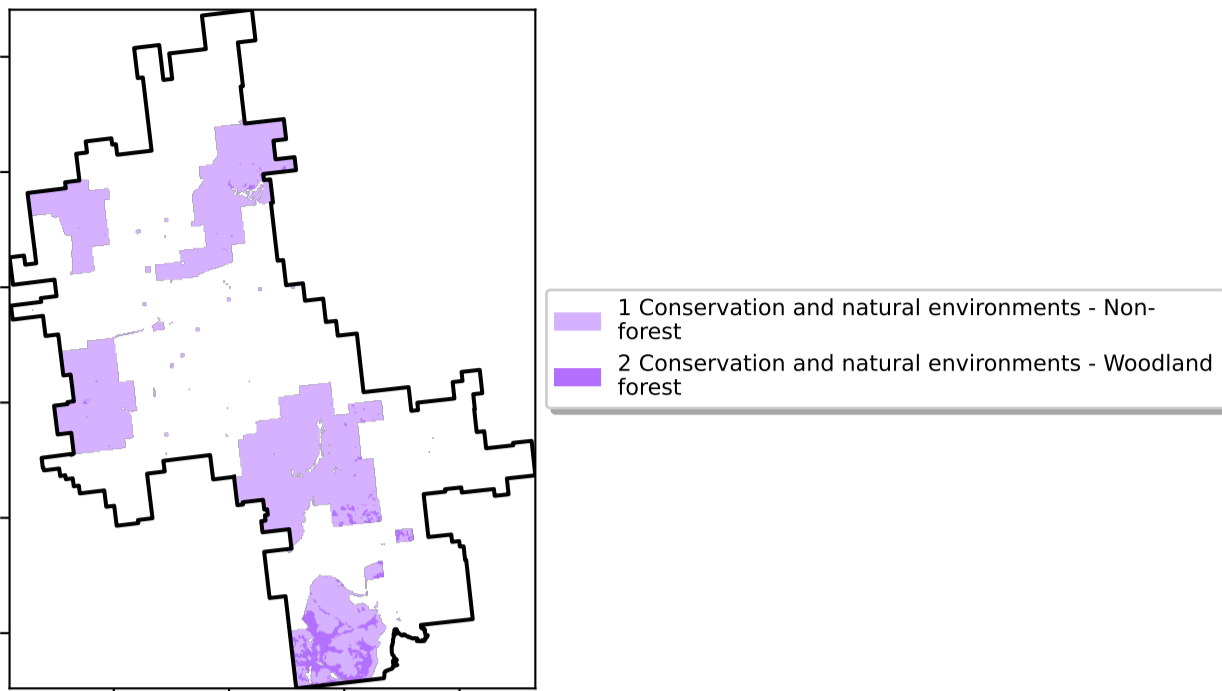 1 Conservation and natural environments - Non-
forest
2 Conservation and natural environments - Woodland
forest